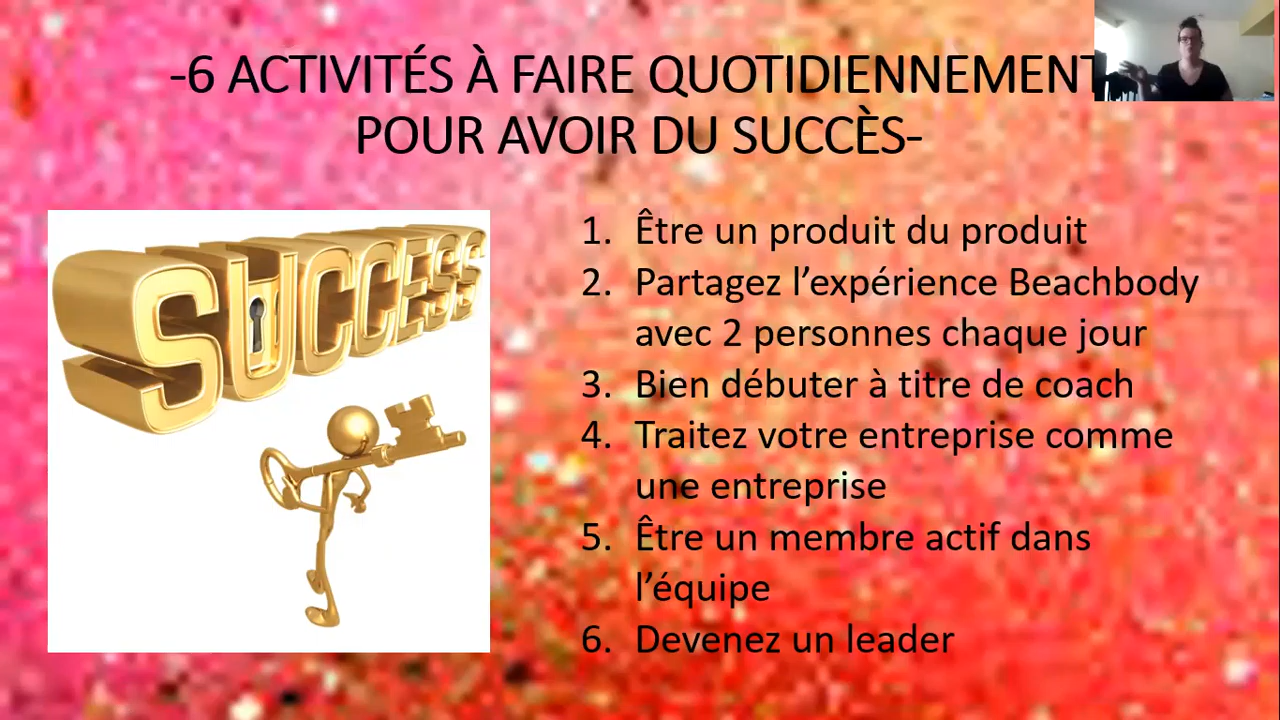 -6 ACTIVITÉS À FAIRE QUOTIDIENNEMENT
POUR AVOIR DU SUCCÈS-
SUCCESS
1. Être un produit du produit
2. Partagez l’expérience Beachbody
avec 2 personnes chaque jour
3. Bien débuter à titre de coach
4. Traitez votre entreprise comme
une entreprise
5. Être un membre actif dans
l’équipe
6. Devenez un leader